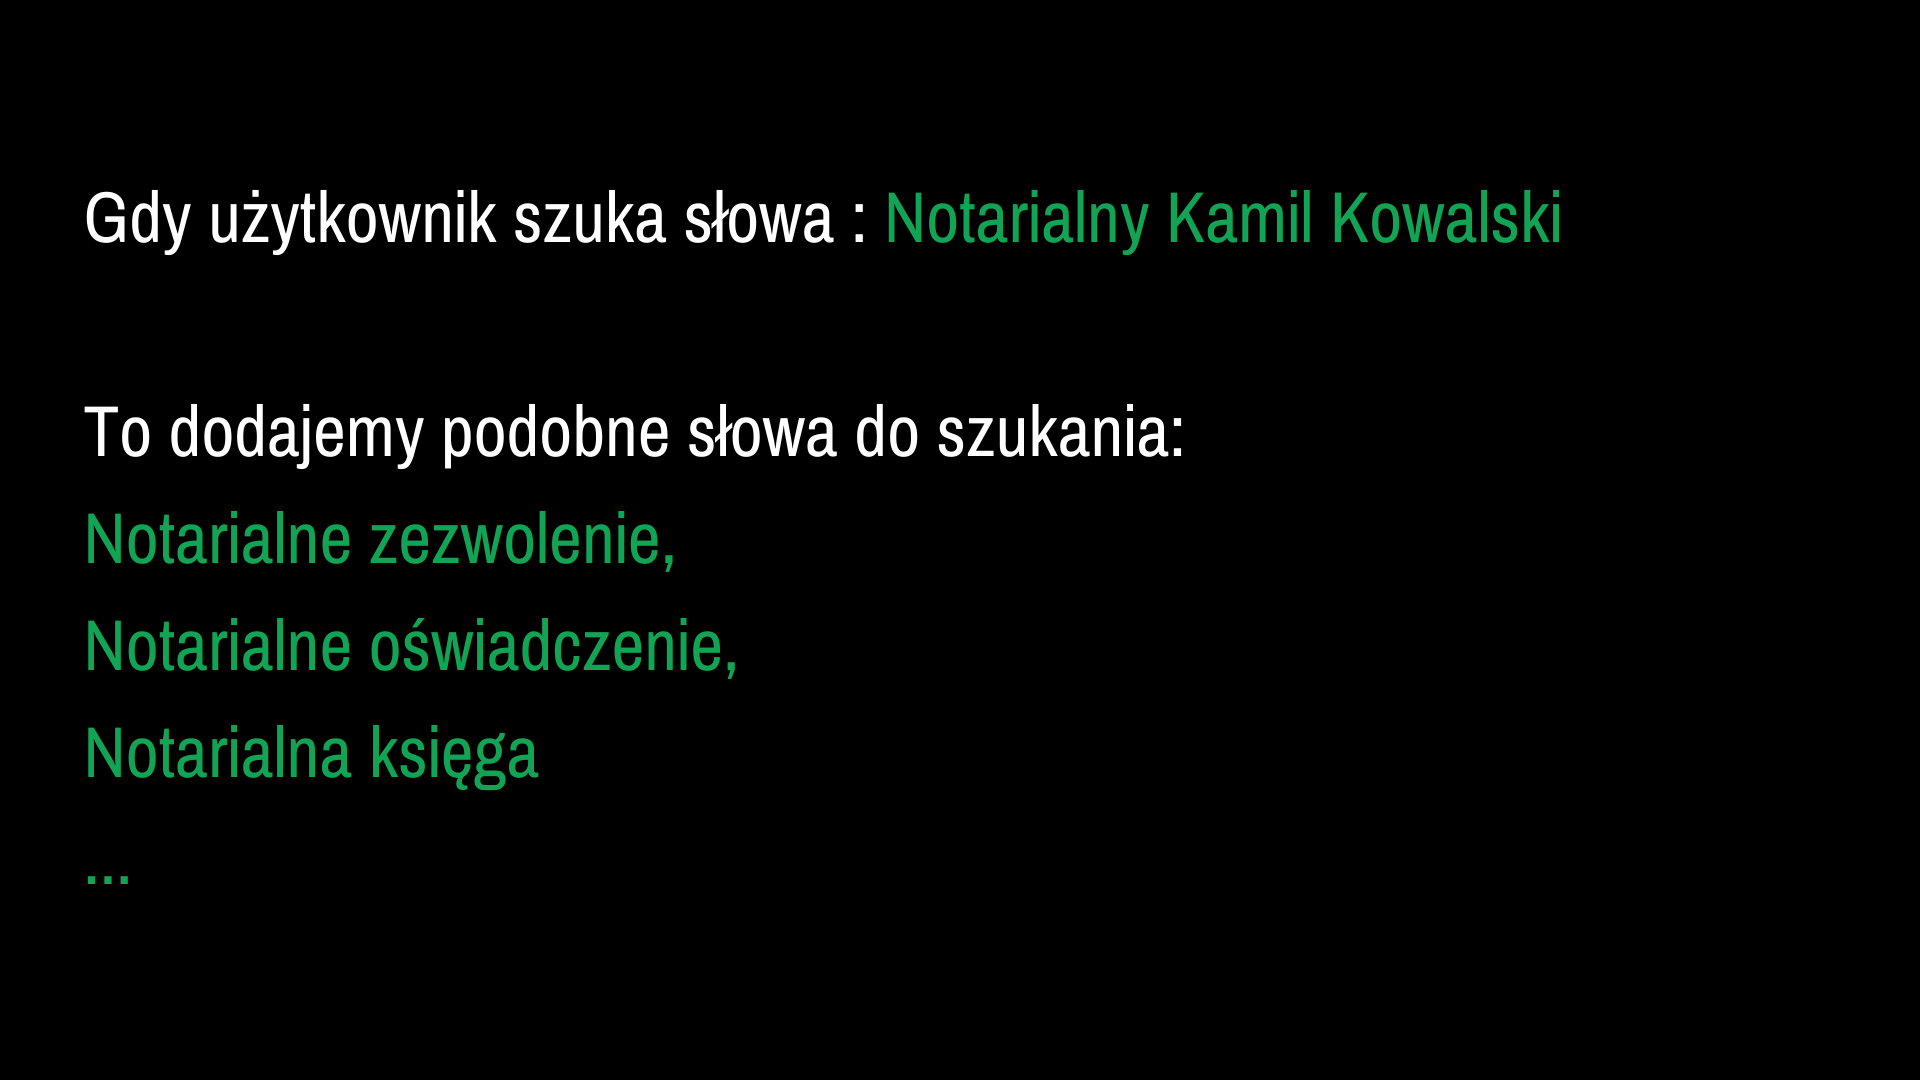 Gdy użytkownik szuka słowa : Notarialny Kamil Kowalski
To dodajemy podobne słowa do szukania:
Notarialne zezwolenie,
Notarialne oświadczenie,
Notarialna księga
...